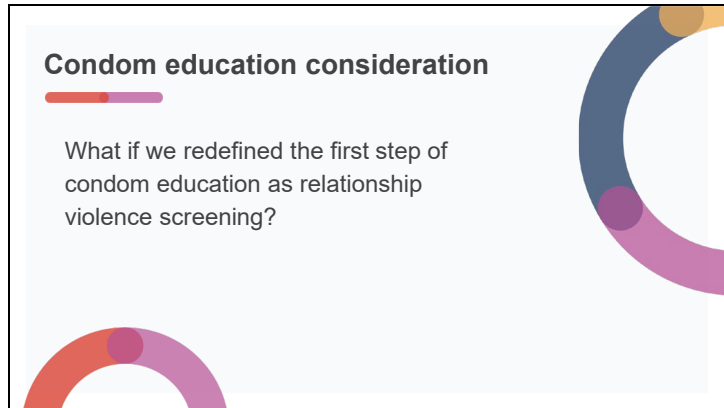 Condom education consideration
What if we redefined the first step of
condom education as relationship
violence screening?